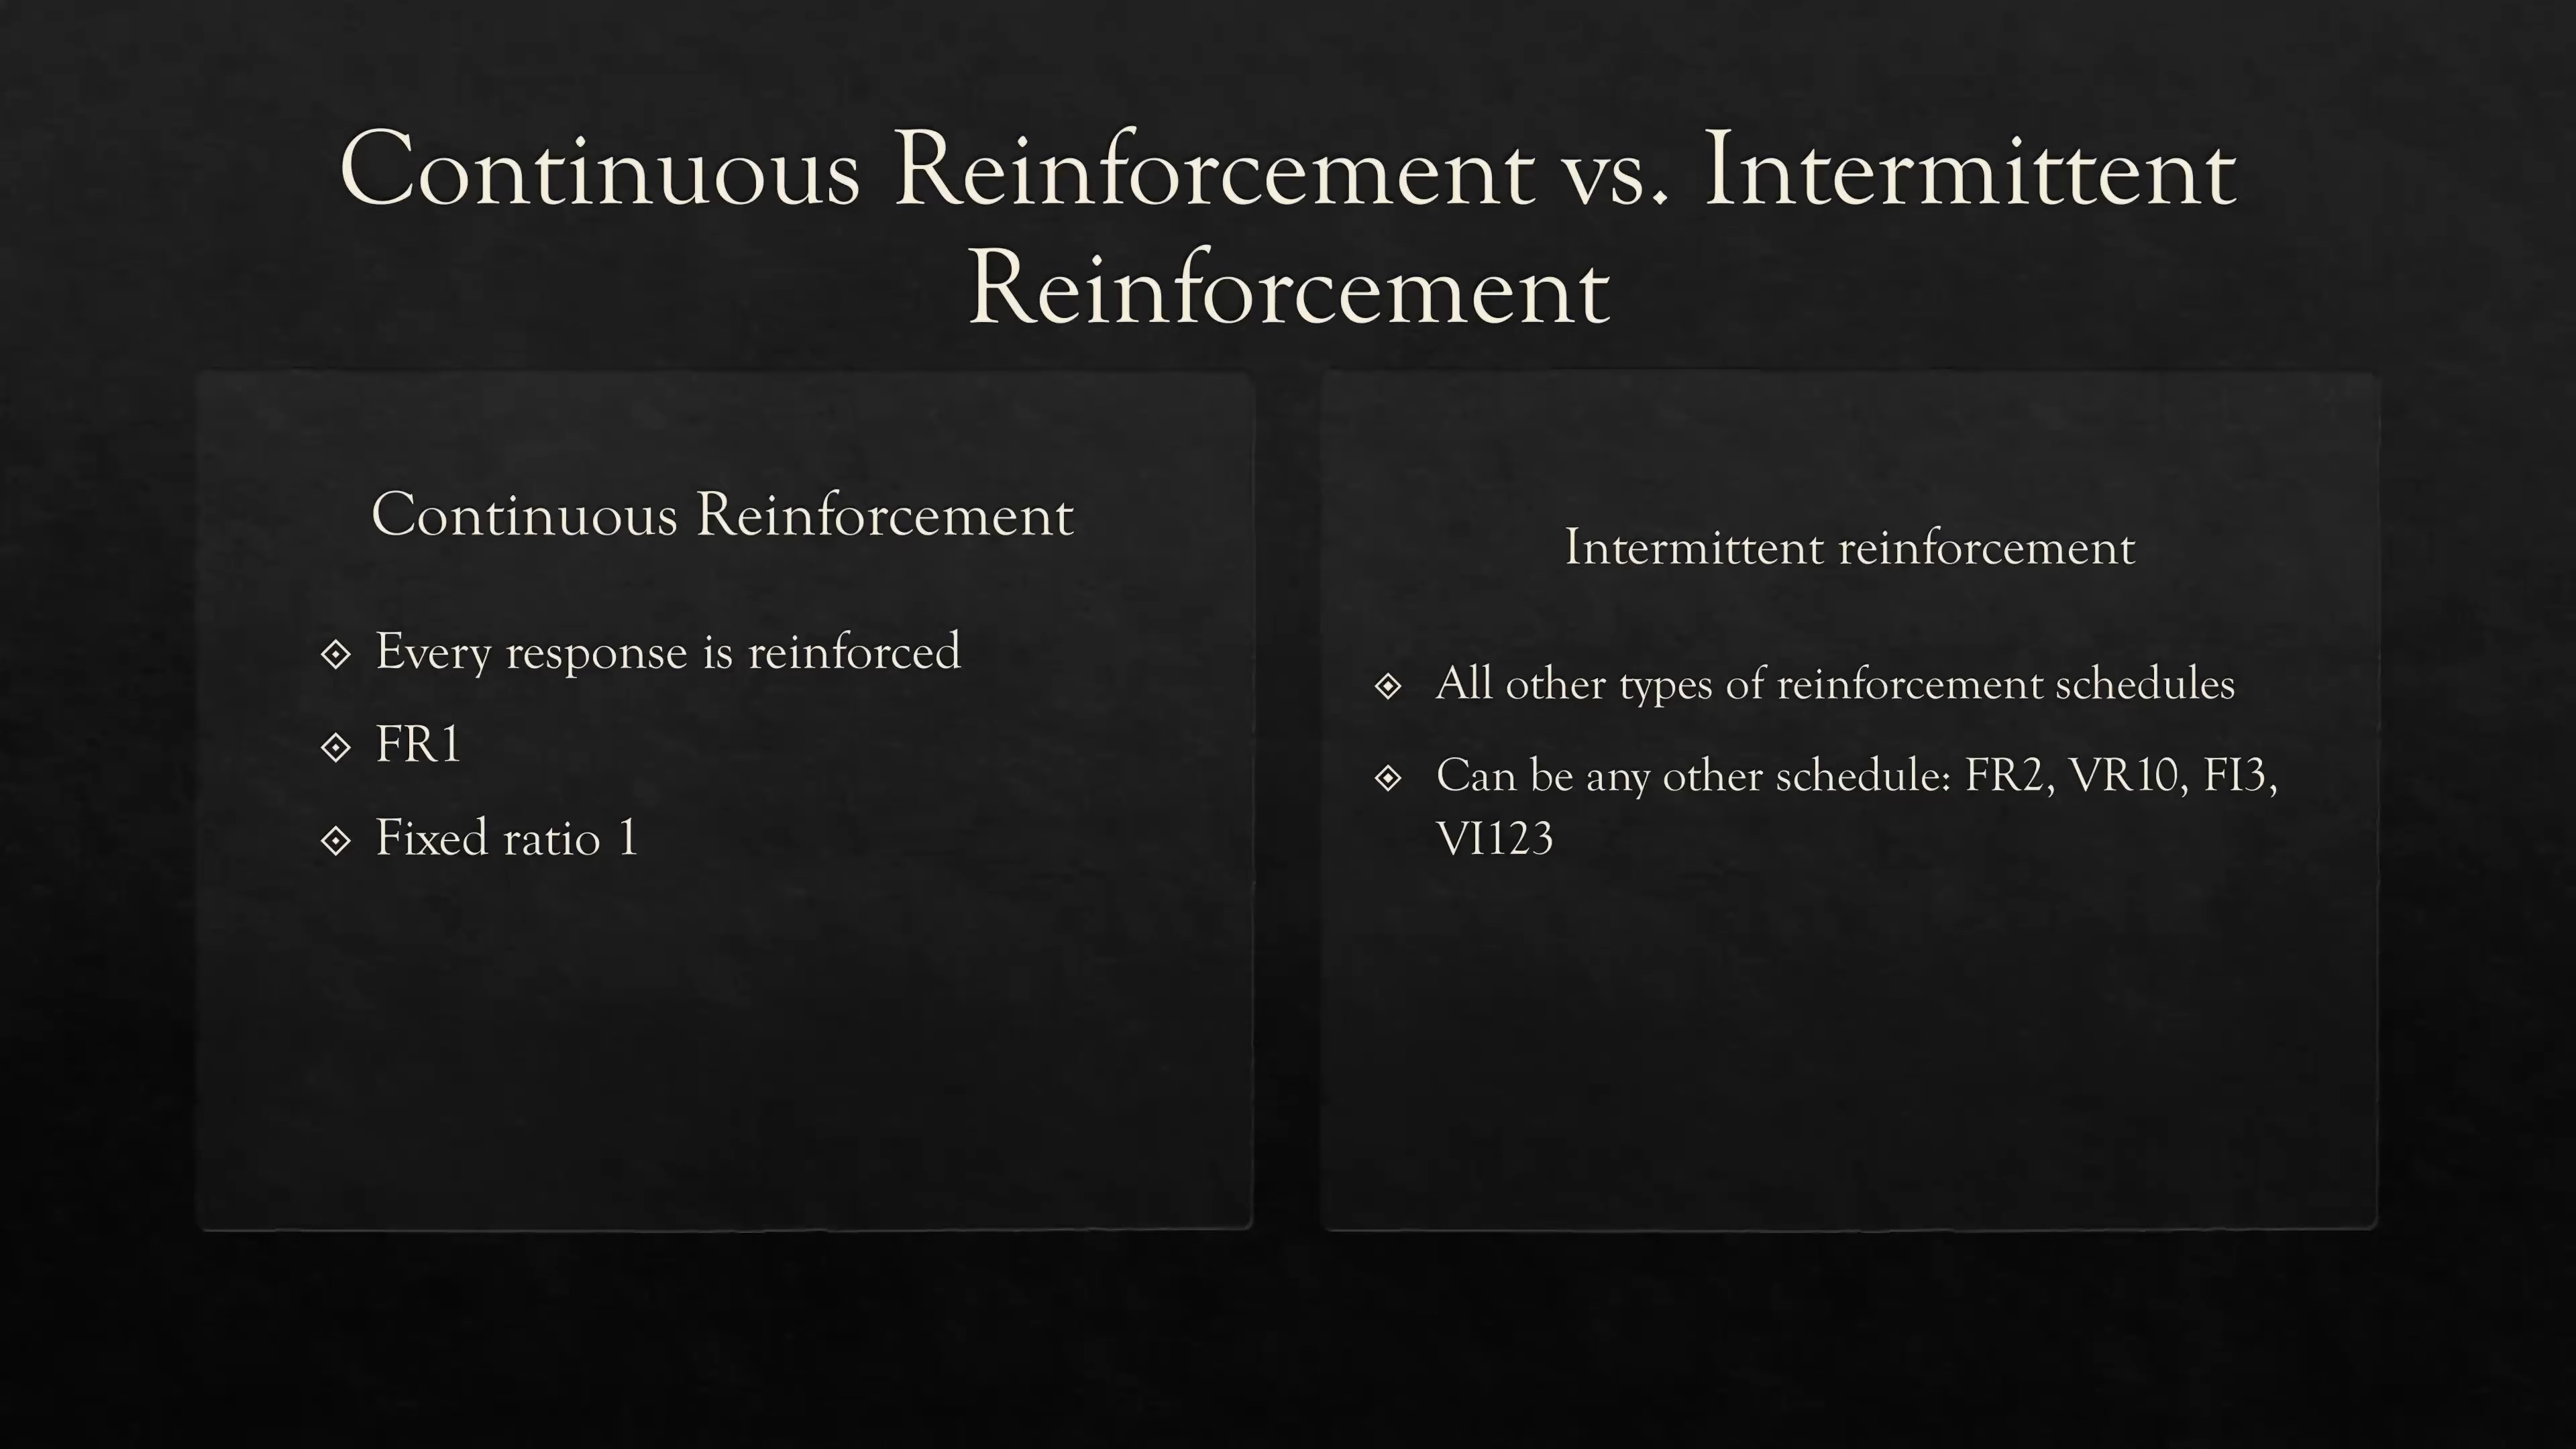 Continuous Reinforcement vs. Intermittent
Reinforcement
Continuous Reinforcement
Every response is reinforced
FR1
Fixed ratio 1
Intermittent reinforcement
All other types of reinforcement schedules
Can be any other schedule: FR2, VR10, FI3,
VI123